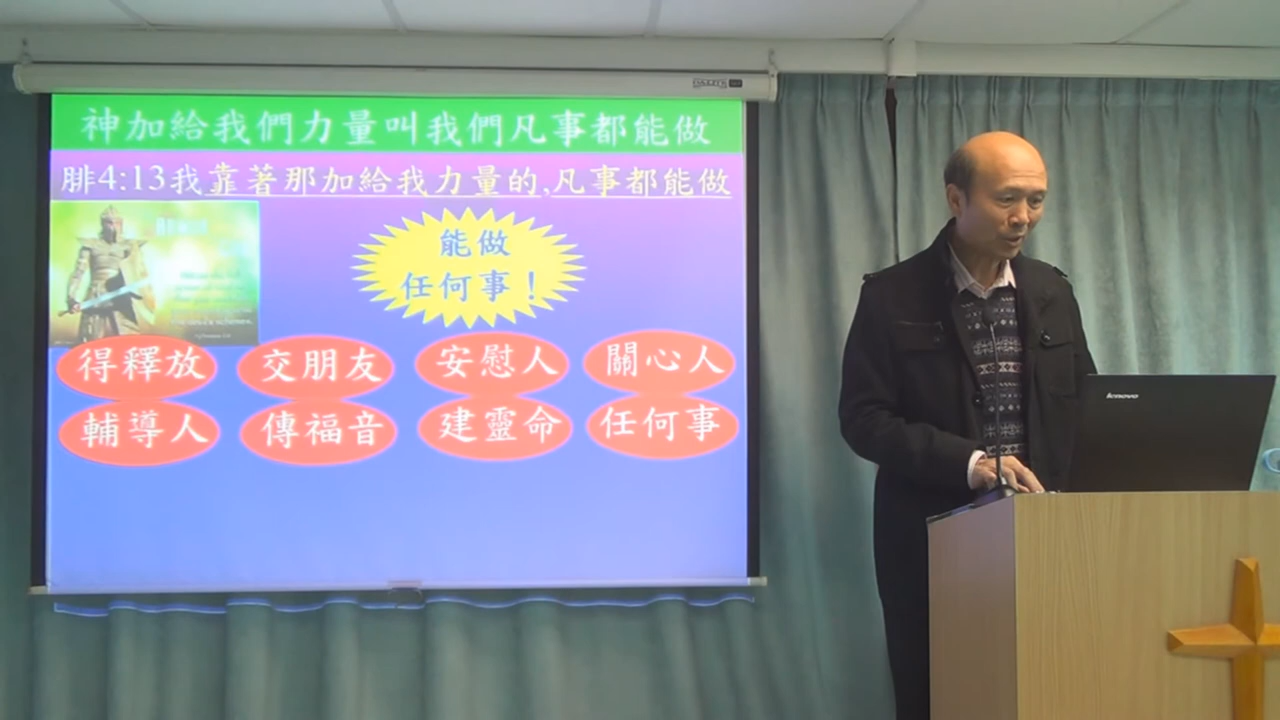 神加給我們力量叫我們凡事都能做
腓4:13我靠著那加給我力量的,凡事都能做
能做
任何事!
得釋放 交朋友 安慰人 關心人
輔導人 傳福音 建靈命 任何事
lenovo